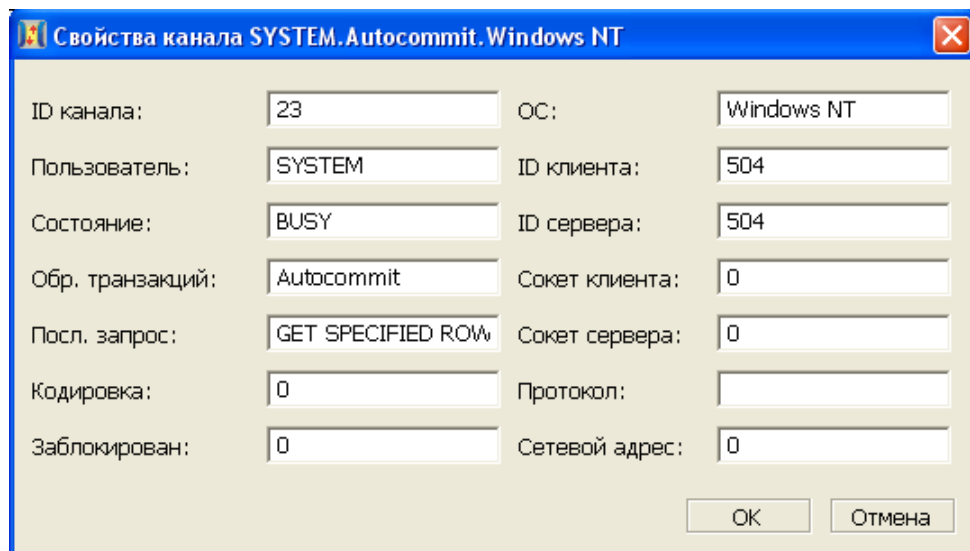 Свойства канала SYSTEM.Autocommit.Windows NT
ID канала: 23 ОС: Windows NT
Пользователь: SYSTEM ID клиента: 504
Состояние: BUSY ID сервера: 504
Обр. транзакций: Autocommit Сокет клиента: 0
Посл. запрос: GET SPECIFIED ROW Сокет сервера: 0
Кодировка: 0 Протокол:
Заблокирован: 0 Сетевой адрес: 0
OK Отмена